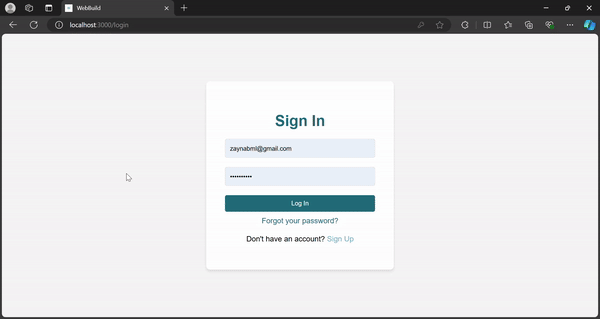 WebBuild
localhost:3000/login
Sign In
zaynabml@gmail.com
Log In
Forgot your password?
Don't have an account? Sign Up